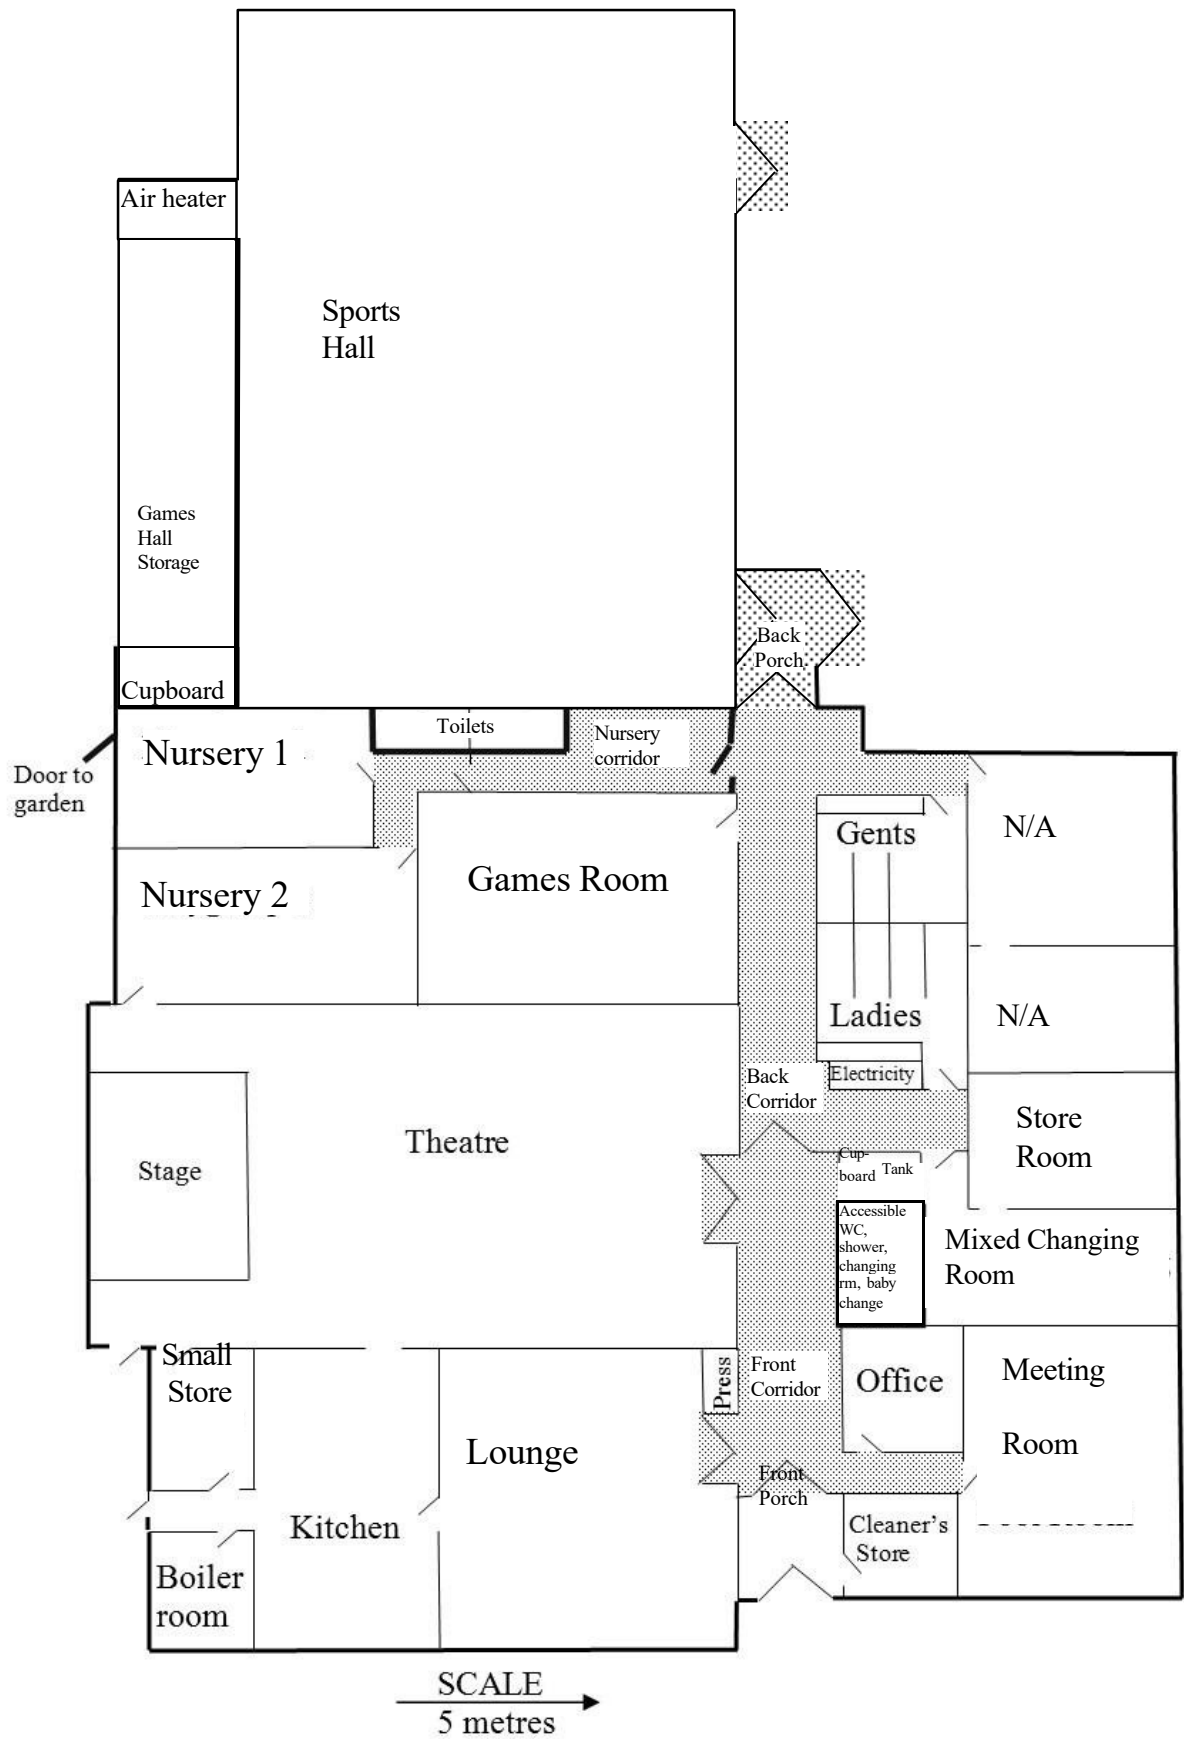 Air heater
Sports
Hall
Games
Hall
Storage
Back
Porch
Cupboard
Toilets
Nursery
corridor
Nursery 1
Door to
garden
N/A
Gents
Games Room
Nursery 2
Ladies
N/A
Electricity
Back
Corridor
Store
Room
Theatre
Stage
Cup-
board
Tank
Accessible
WC,
shower,
changing
rm, baby
change
Mixed Changing
Room
Small
Store
Press
Front
Corridor
Office
Meeting
Room
Lounge
Front
Porch
Kitchen
Cleaner's
Store
Boiler
room
SCALE
5 metres